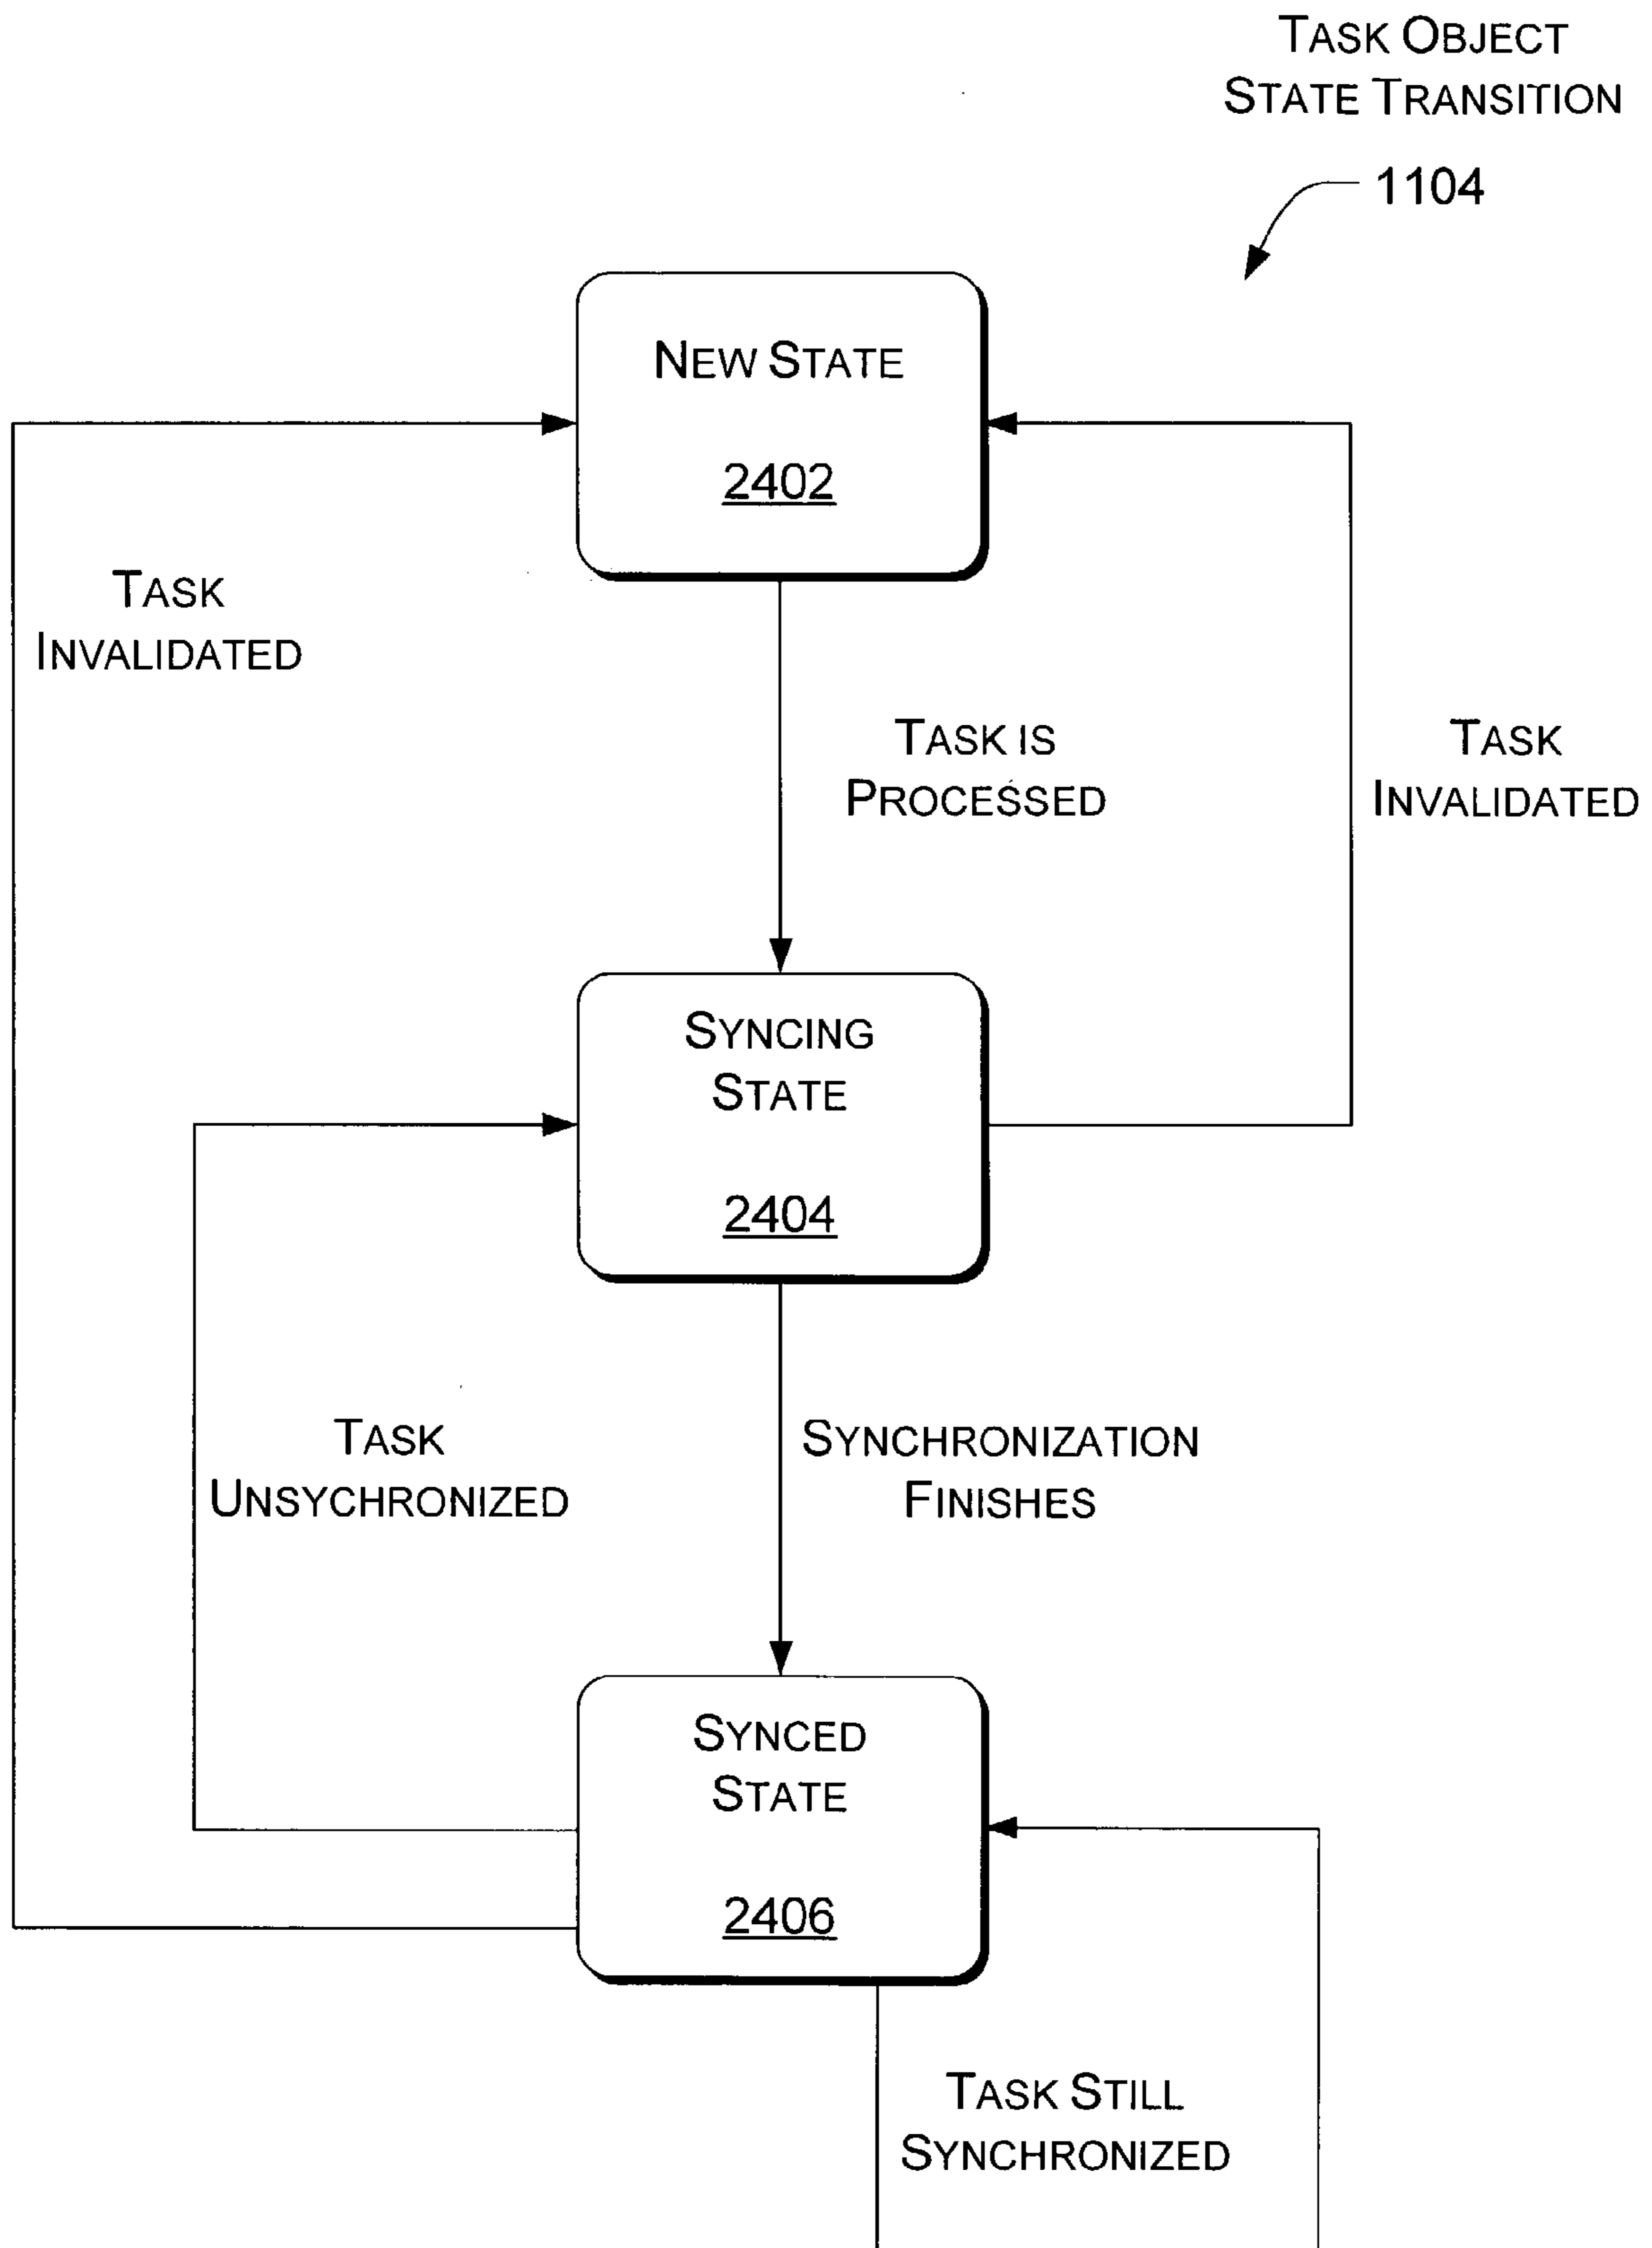 TASK OBJECT
STATE TRANSITION
1104
NEW STATE
2402
TASK
INVALIDATED
TASK IS
PROCESSED
TASK
INVALIDATED
SYNCING
STATE
2404
TASK
UNSYCHRONIZED
SYNCHRONIZATION
FINISHES
SYNCED
STATE
2406
TASK STILL
SYNCHRONIZED